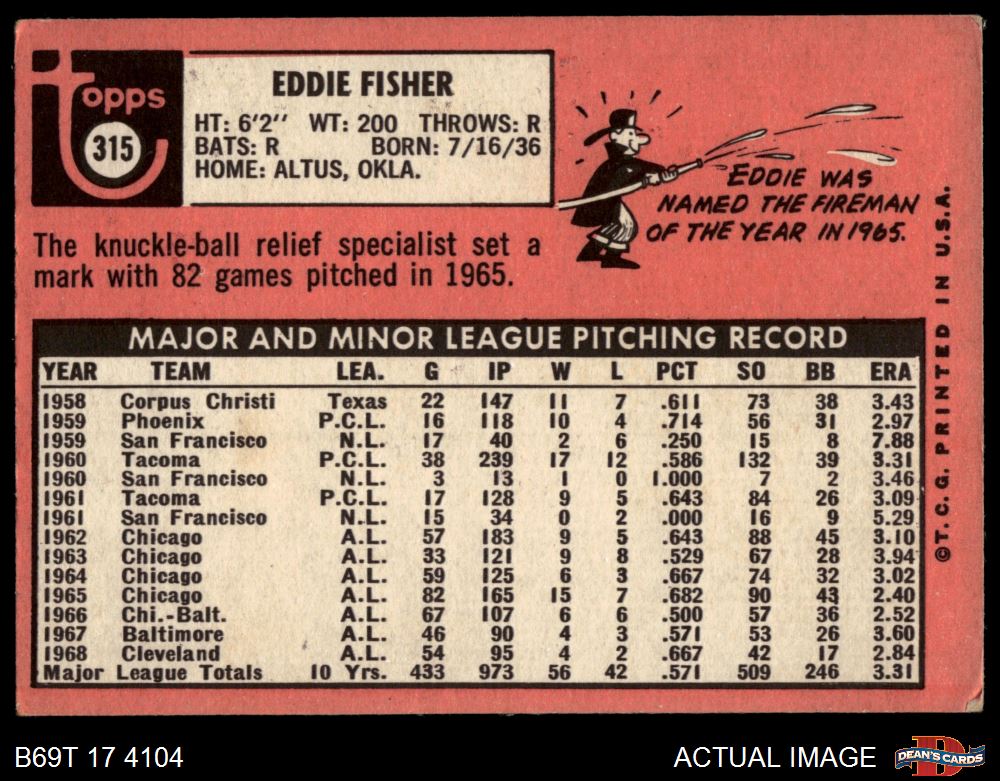 topps
315
EDDIE FISHER
HT: 6'2" WT: 200 THROWS: R
BATS: R BORN: 7/16/36
HOME: ALTUS, OKLA.
EDDIE WAS
NAMED THE FIREMAN
OF THE YEAR IN 1965.
The knuckle-ball relief specialist set a
mark with 82 games pitched in 1965.
MAJOR AND MINOR LEAGUE PITCHING RECORD
YEAR TEAM LEA. G IP W L PCT SO BB ERA
1958 Corpus Christi Texas 22 147 11 7 .611 73 38 3.43
1959 Phoenix P.C.L. 16 118 10 4 .714 56 31 2.97
1959 San Francisco N.L. 17 40 2 6 .250 15 8 7.88
1960 Tacoma P.C.L. 38 239 17 12 .586 132 39 3.31
1960 San Francisco N.L. 3 13 1 0 1.000 7 2 3.46
1961 Tacoma P.C.L. 17 128 9 5 .643 84 26 3.09
1961 San Francisco N.L. 15 34 0 2 .000 16 9 5.29
1962 Chicago A.L. 57 183 9 5 .643 88 45 3.10
1963 Chicago A.L. 33 121 9 8 .529 67 28 3.94
1964 Chicago A.L. 59 125 6 3 .667 74 32 3.02
1965 Chicago A.L. 82 165 15 7 .682 90 43 2.40
1966 Chi.-Balt. A.L. 67 107 6 6 .500 57 36 2.52
1967 Baltimore A.L. 46 90 4 3 .571 53 26 3.60
1968 Cleveland A.L. 54 95 4 2 .667 42 17 2.84
Major League Totals 10 Yrs. 433 973 56 42 .571 509 246 3.31
©T. C. G. PRINTED IN U.S.A.
B69T 17 4104
ACTUAL IMAGE
D
DEAN'S CARDS